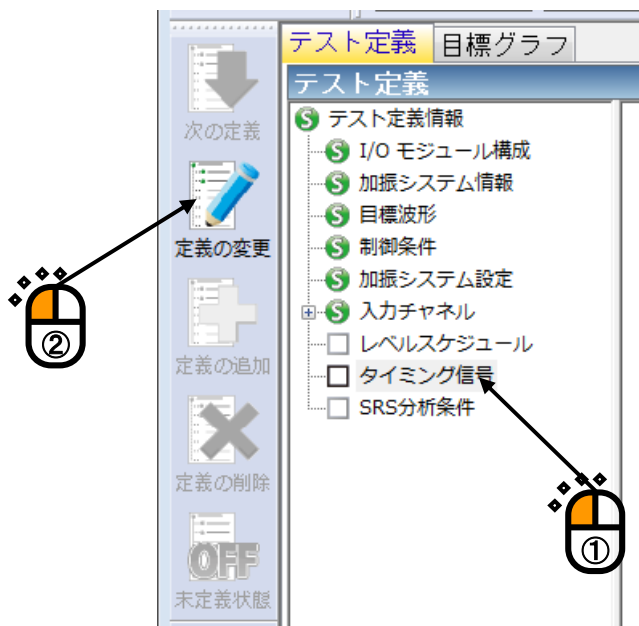 テスト定義 目標グラフ
テスト定義
次の定義
定義の変更
定義の追加
定義の削除
OFF
未定義状態
S テスト定義情報
S I/O モジュール構成
S 加振システム情報
S 目標波形
S 制御条件
S 加振システム設定
S 入力チャネル
レベルスケジュール
タイミング信号
SRS分析条件
②
①